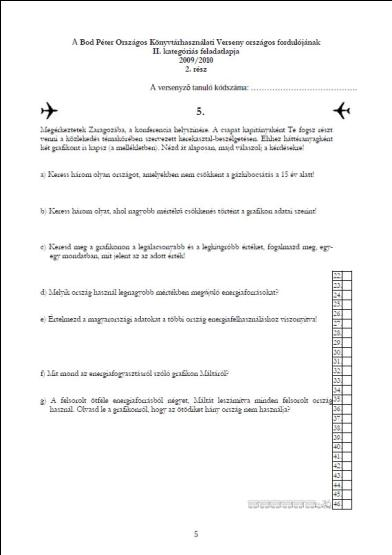 A Bod Péter Országos Könyvtárhasználati Verseny országos fordulójának
II. kategóriás feladatlapja
2009/2010
2. rész
A versenyző tanuló kódszáma: ……………………………………
5.
Megérkeztetek Zaragozába, a konferencia helyszínére. A csapat kapitányaként Te fogsz részt
venni a közlekedés témakörében szervezett kerekasztal-beszélgetésen. Ehhez háttéranyagként
két grafikont is kapsz (a mellékletben). Nézd át alaposan, majd válaszolj a kérdésekre!
a) Keress három olyan országot, amelyekben nem csökkent a gázkibocsátás a 15 év alatt!
b) Keress három olyat, ahol nagyobb mértékű csökkenés történt a grafikon adatai szerint!
c) Keresd meg a grafikonon a legalacsonyabb és a legkirgróbb értéket, fogalmazd meg, egy-
egy mondatban, mit jelent az az adott érték!
d) Melyik ország használ legnagyobb mértékben megújuló energiaforrásokat?
e) Értelmezd a magyarországi adatokat a többi ország energiafelhasználáshoz viszonyítva!
f) Mit mond az energiafogyasztásról szóló grafikon Máltáról?
g) A felsorolt ötféle energiaforrásból négyet, Máltát leszámítva minden felsorolt ország
használ. Olvasd le a grafikonról, hogy az ötödiket hány ország nem használja?
22.
23.
24.
25.
26.
27.
28.
29.
30.
31.
32.
33.
34.
35.
36.
37.
38.
39.
40.
41.
42.
43.
44.
45.
46.
5